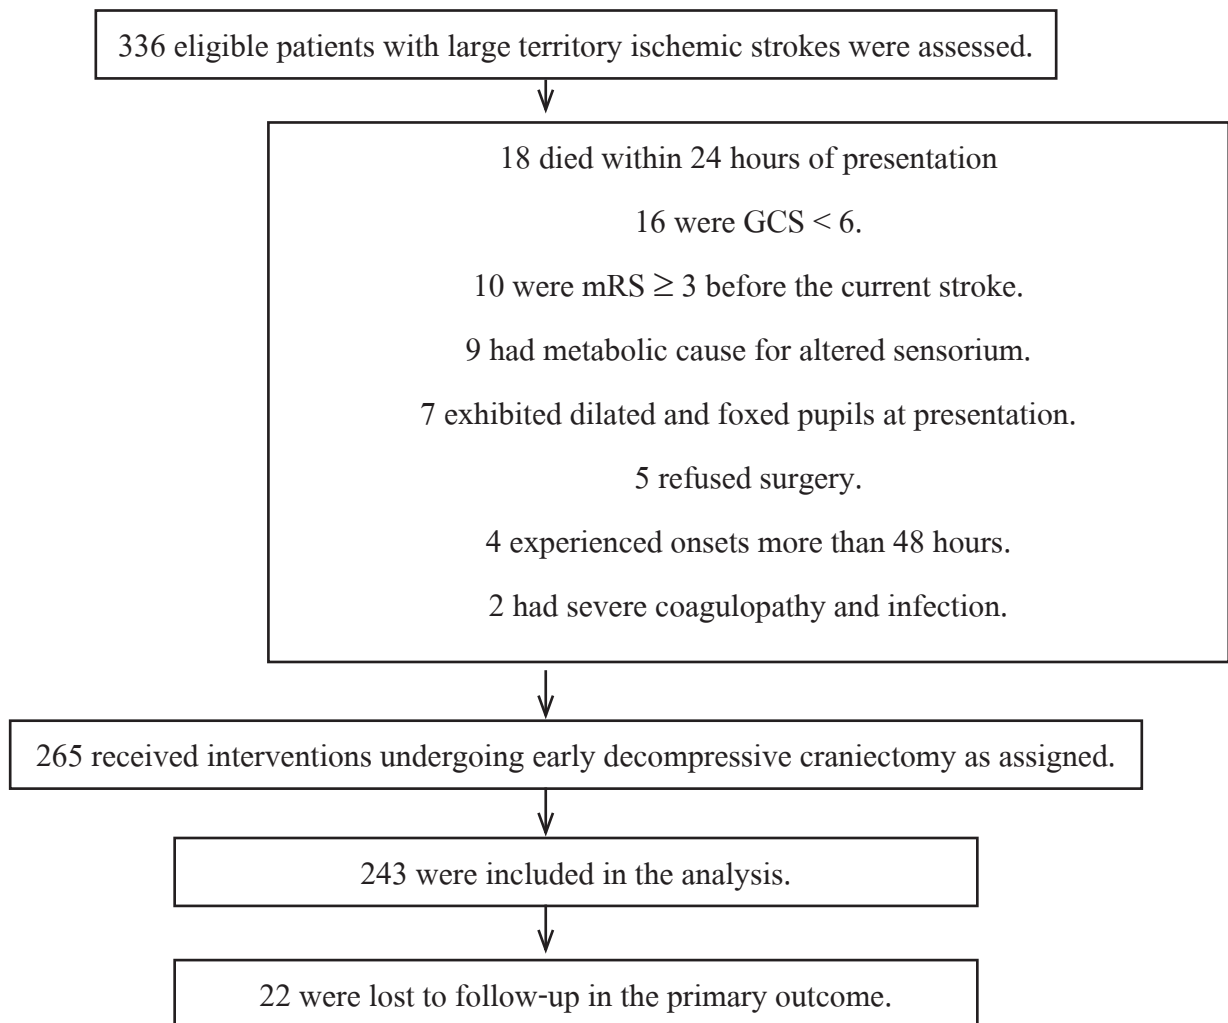 336 eligible patients with large territory ischemic strokes were assessed.
18 died within 24 hours of presentation
16 were GCS < 6.
10 were mRS ≥ 3 before the current stroke.
9 had metabolic cause for altered sensorium.
7 exhibited dilated and foxed pupils at presentation.
5 refused surgery.
4 experienced onsets more than 48 hours.
2 had severe coagulopathy and infection.
265 received interventions undergoing early decompressive craniectomy as assigned.
243 were included in the analysis.
22 were lost to follow-up in the primary outcome.